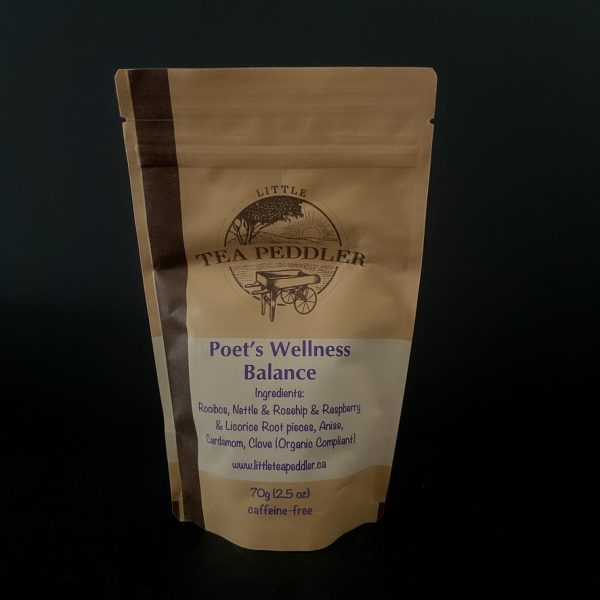 LITTLE
TEA PEDDLER
Poet's Wellness
Balance
Ingredients:
Rooibos, Nettle & Rosehip & Raspberry
& Licorice Root pieces, Anise,
Cardamom, Clove (Organic Compliant)
www.littleteapeddler.ca
70g (2.5 oz)
caffeine-free